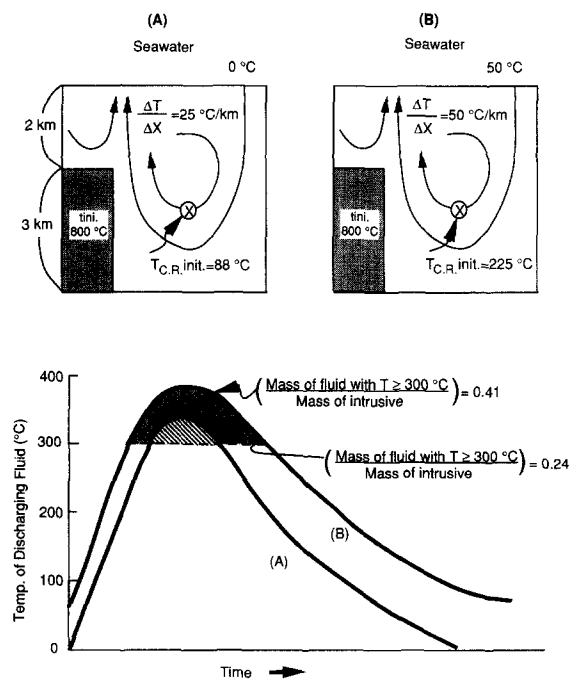 (A)
Seawater
0 °C
ΔT
ΔX
=25 °C/km
2 km
3 km
tini.
800 °C
X
T C.R. init.=88 °C
(B)
Seawater
50 °C
ΔT
ΔX
=50 °C/km
tini.
800 °C
X
T C.R. init.=225 °C
Temp. of Discharging Fluid (°C)
400
300
200
100
0
(Mass of fluid with T ≥ 300 °C
Mass of intrusive) = 0.41
(Mass of fluid with T ≥ 300 °C
Mass of intrusive) = 0.24
(A)
(B)
Time